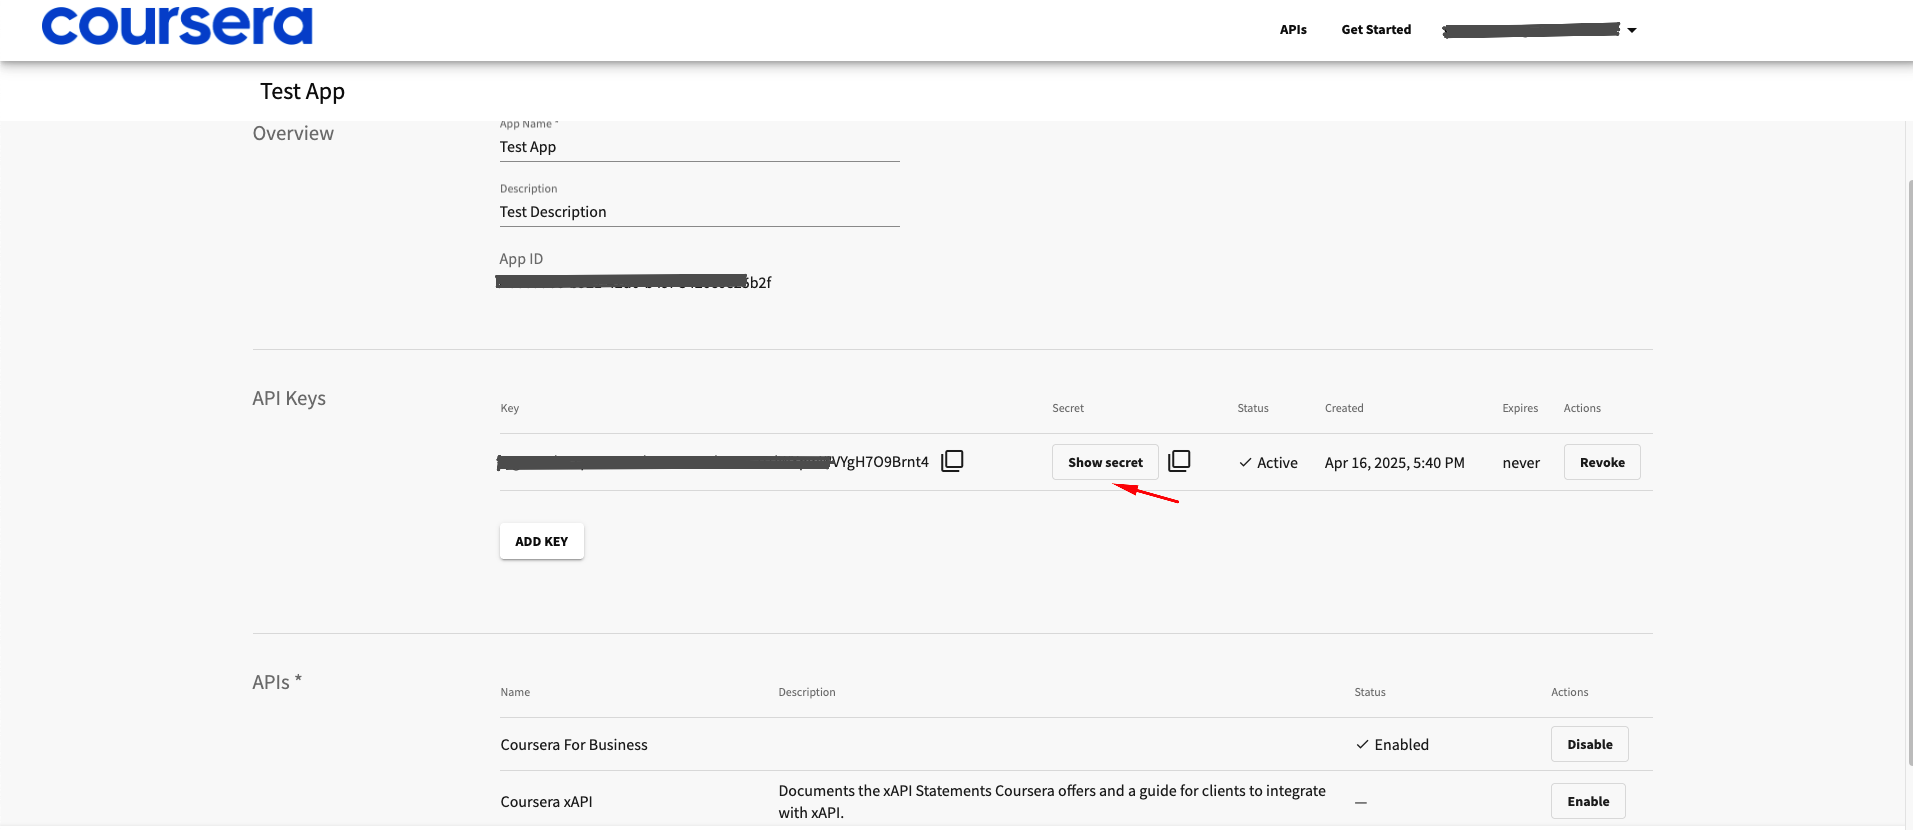 coursera
APIs Get Started
Test App
Overview
App Name *
Test App
Description
Test Description
App ID
b2f
API Keys
Key Secret Status Created Expires Actions
VYgH7O9Brnt4 Show secret Active Apr 16, 2025, 5:40 PM never Revoke
ADD KEY
APIs *
Name Description Status Actions
Coursera For Business Enabled Disable
Coursera xAPI Documents the xAPI Statements Coursera offers and a guide for clients to integrate — Enable
with xAPI.